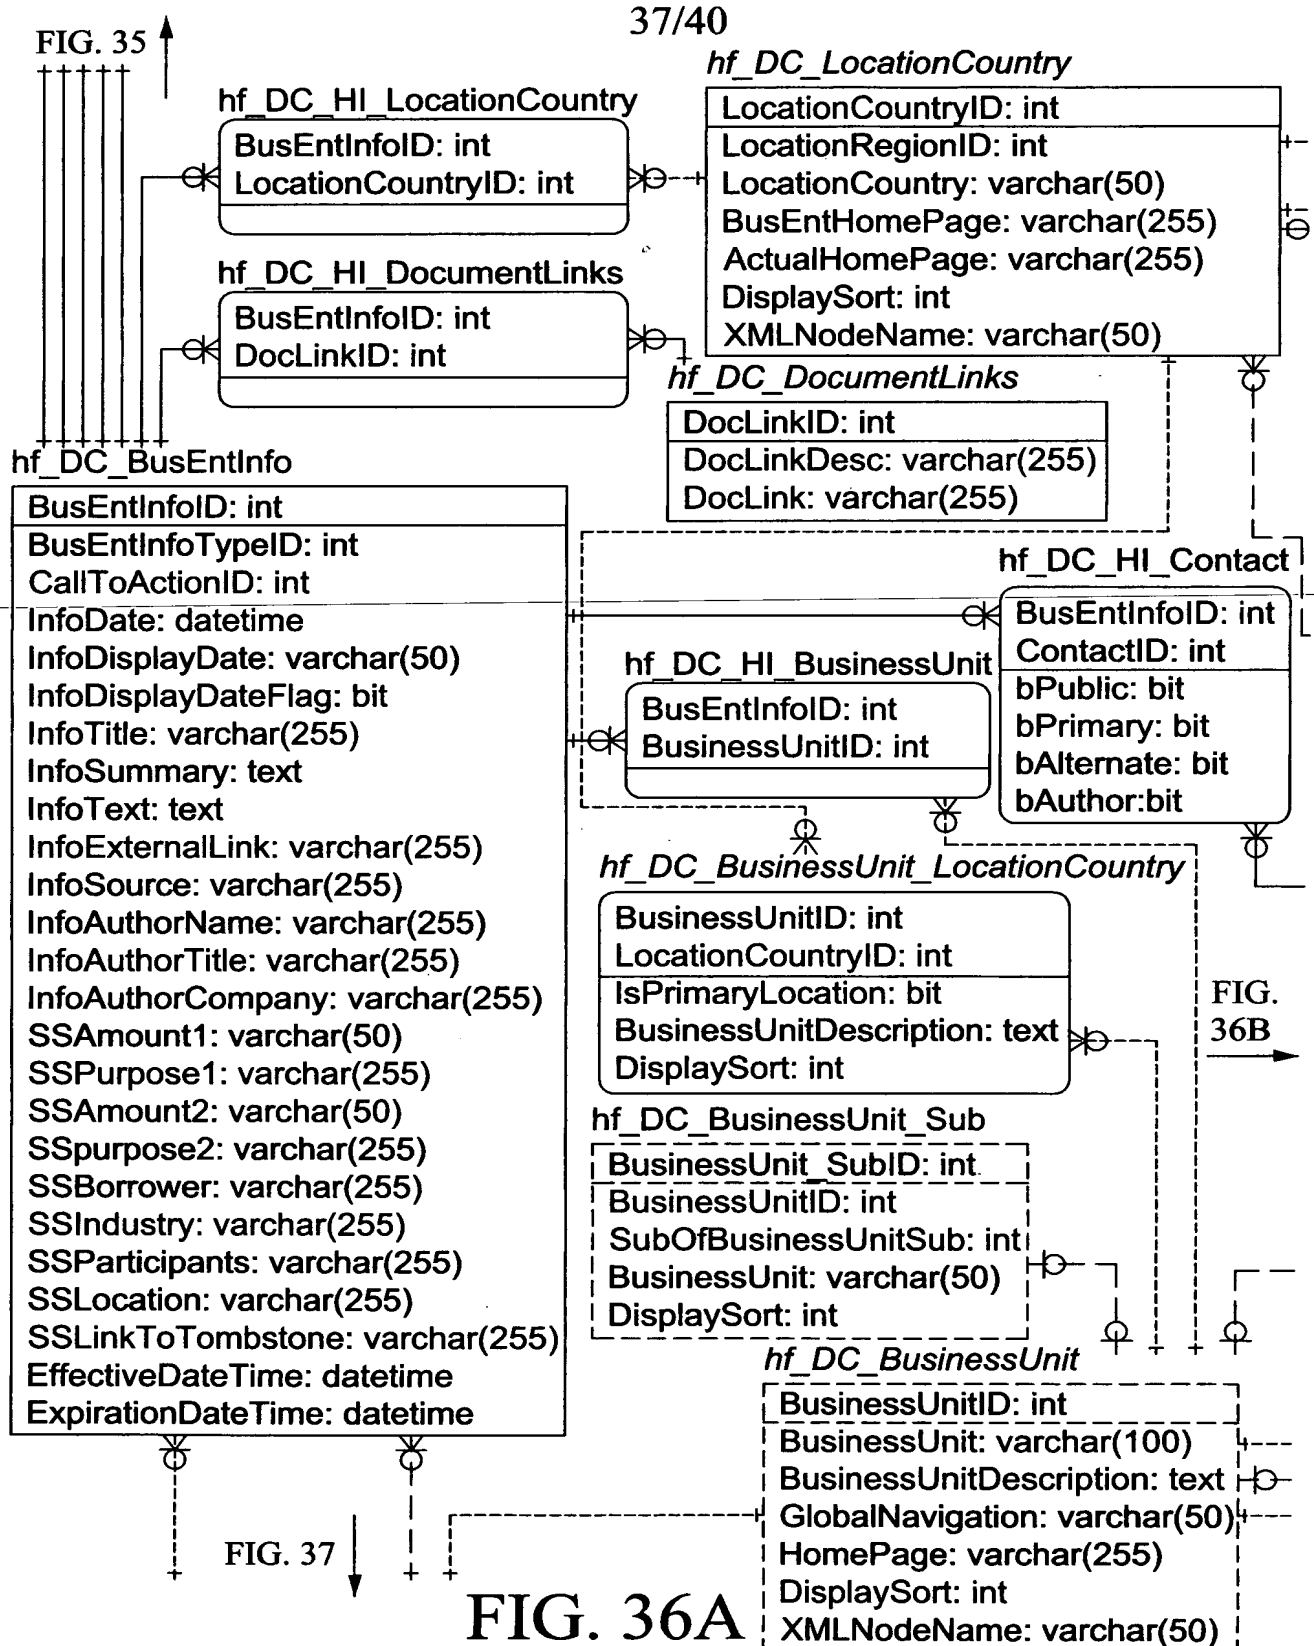 37/40
FIG. 35
hf_DC_LocationCountry
LocationCountryID: int
LocationRegionID: int
LocationCountry: varchar(50)
BusEntHomePage: varchar(255)
ActualHomePage: varchar(255)
DisplaySort: int
XMLNodeName: varchar(50)
hf_DC_HI_LocationCountry
BusEntInfoID: int
LocationCountryID: int
hf_DC_HI_DocumentLinks
BusEntInfoID: int
DocLinkID: int
hf_DC_DocumentLinks
DocLinkID: int
DocLinkDesc: varchar(255)
DocLink: varchar(255)
hf_DC_BusEntInfo
BusEntInfoID: int
BusEntInfoTypeID: int
CallToActionID: int
InfoDate: datetime
InfoDisplayDate: varchar(50)
InfoDisplayDateFlag: bit
InfoTitle: varchar(255)
InfoSummary: text
InfoText: text
InfoExternalLink: varchar(255)
InfoSource: varchar(255)
InfoAuthorName: varchar(255)
InfoAuthorTitle: varchar(255)
InfoAuthorCompany: varchar(255)
SSAmount1: varchar(50)
SSPurpose1: varchar(255)
SSAmount2: varchar(50)
SSpurpose2: varchar(255)
SSBorrower: varchar(255)
SSIndustry: varchar(255)
SSParticipants: varchar(255)
SSLocation: varchar(255)
SSLinkToTombstone: varchar(255)
EffectiveDateTime: datetime
ExpirationDateTime: datetime
hf_DC_HI_Contact
BusEntInfoID: int
ContactID: int
bPublic: bit
bPrimary: bit
bAlternate: bit
bAuthor:bit
hf_DC_HI_BusinessUnit
BusEntInfoID: int
BusinessUnitID: int
hf_DC_BusinessUnit_LocationCountry
BusinessUnitID: int
LocationCountryID: int
IsPrimaryLocation: bit
BusinessUnitDescription: text
DisplaySort: int
FIG.
36B
hf_DC_BusinessUnit_Sub
BusinessUnit_SubID: int
BusinessUnitID: int
SubOfBusinessUnitSub: int
BusinessUnit: varchar(50)
DisplaySort: int
hf_DC_BusinessUnit
BusinessUnitID: int
BusinessUnit: varchar(100)
BusinessUnitDescription: text
GlobalNavigation: varchar(50)
HomePage: varchar(255)
DisplaySort: int
XMLNodeName: varchar(50)
FIG. 37
FIG. 36A